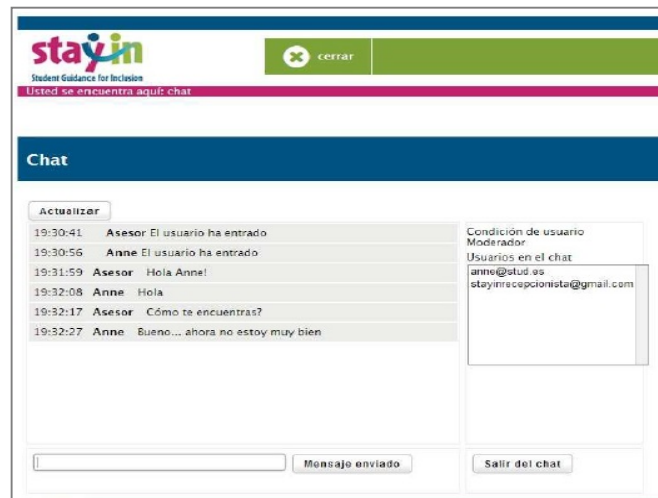 stayin
Student Guidance for Inclusion
cerrar
Usted se encuentra aquí: chat
Chat
Actualizar
19:30:41 Asesor El usuario ha entrado
19:30:56 Anne El usuario ha entrado
19:31:59 Asesor Hola Anne!
19:32:08 Anne Hola
19:32:17 Asesor Cómo te encuentras?
19:32:27 Anne Bueno... ahora no estoy muy bien
Condición de usuario
Moderador
Usuarios en el chat
anne@stud.es
stayinrecepcionista@gmail.com
Mensaje enviado
Salir del chat